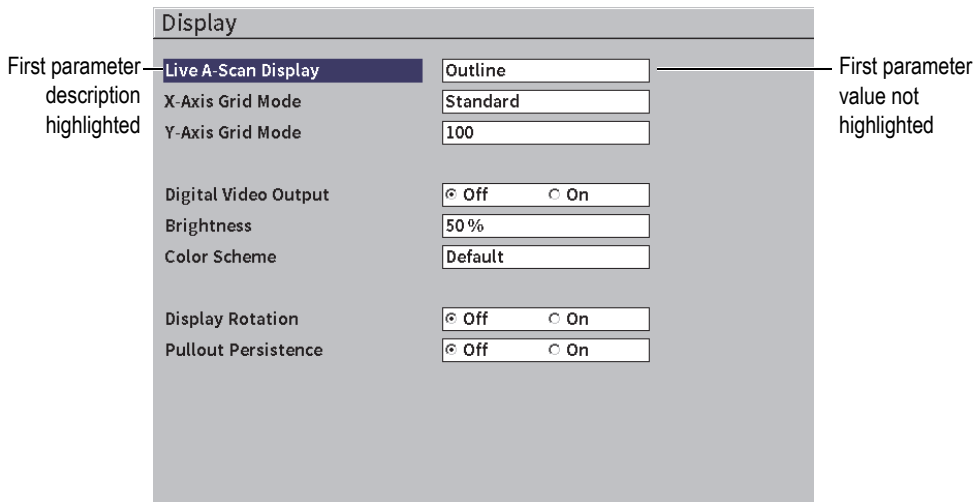 Display
First parameter
description
highlighted
Live A-Scan Display
Outline
First parameter
value not
highlighted
X-Axis Grid Mode
Standard
Y-Axis Grid Mode
100
Digital Video Output
Off On
Brightness
50%
Color Scheme
Default
Display Rotation
Off On
Pullout Persistence
Off On